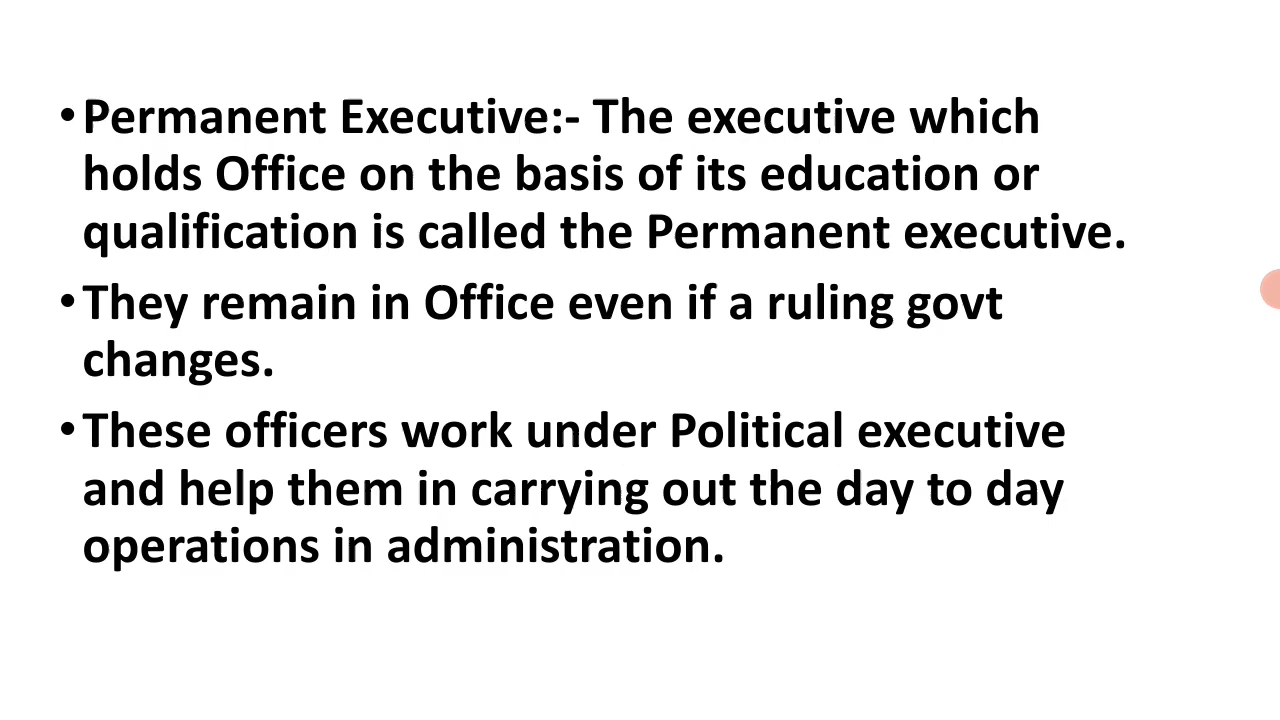 •Permanent Executive:- The executive which
holds Office on the basis of its education or
qualification is called the Permanent executive.
•They remain in Office even if a ruling govt
changes.
•These officers work under Political executive
and help them in carrying out the day to day
operations in administration.